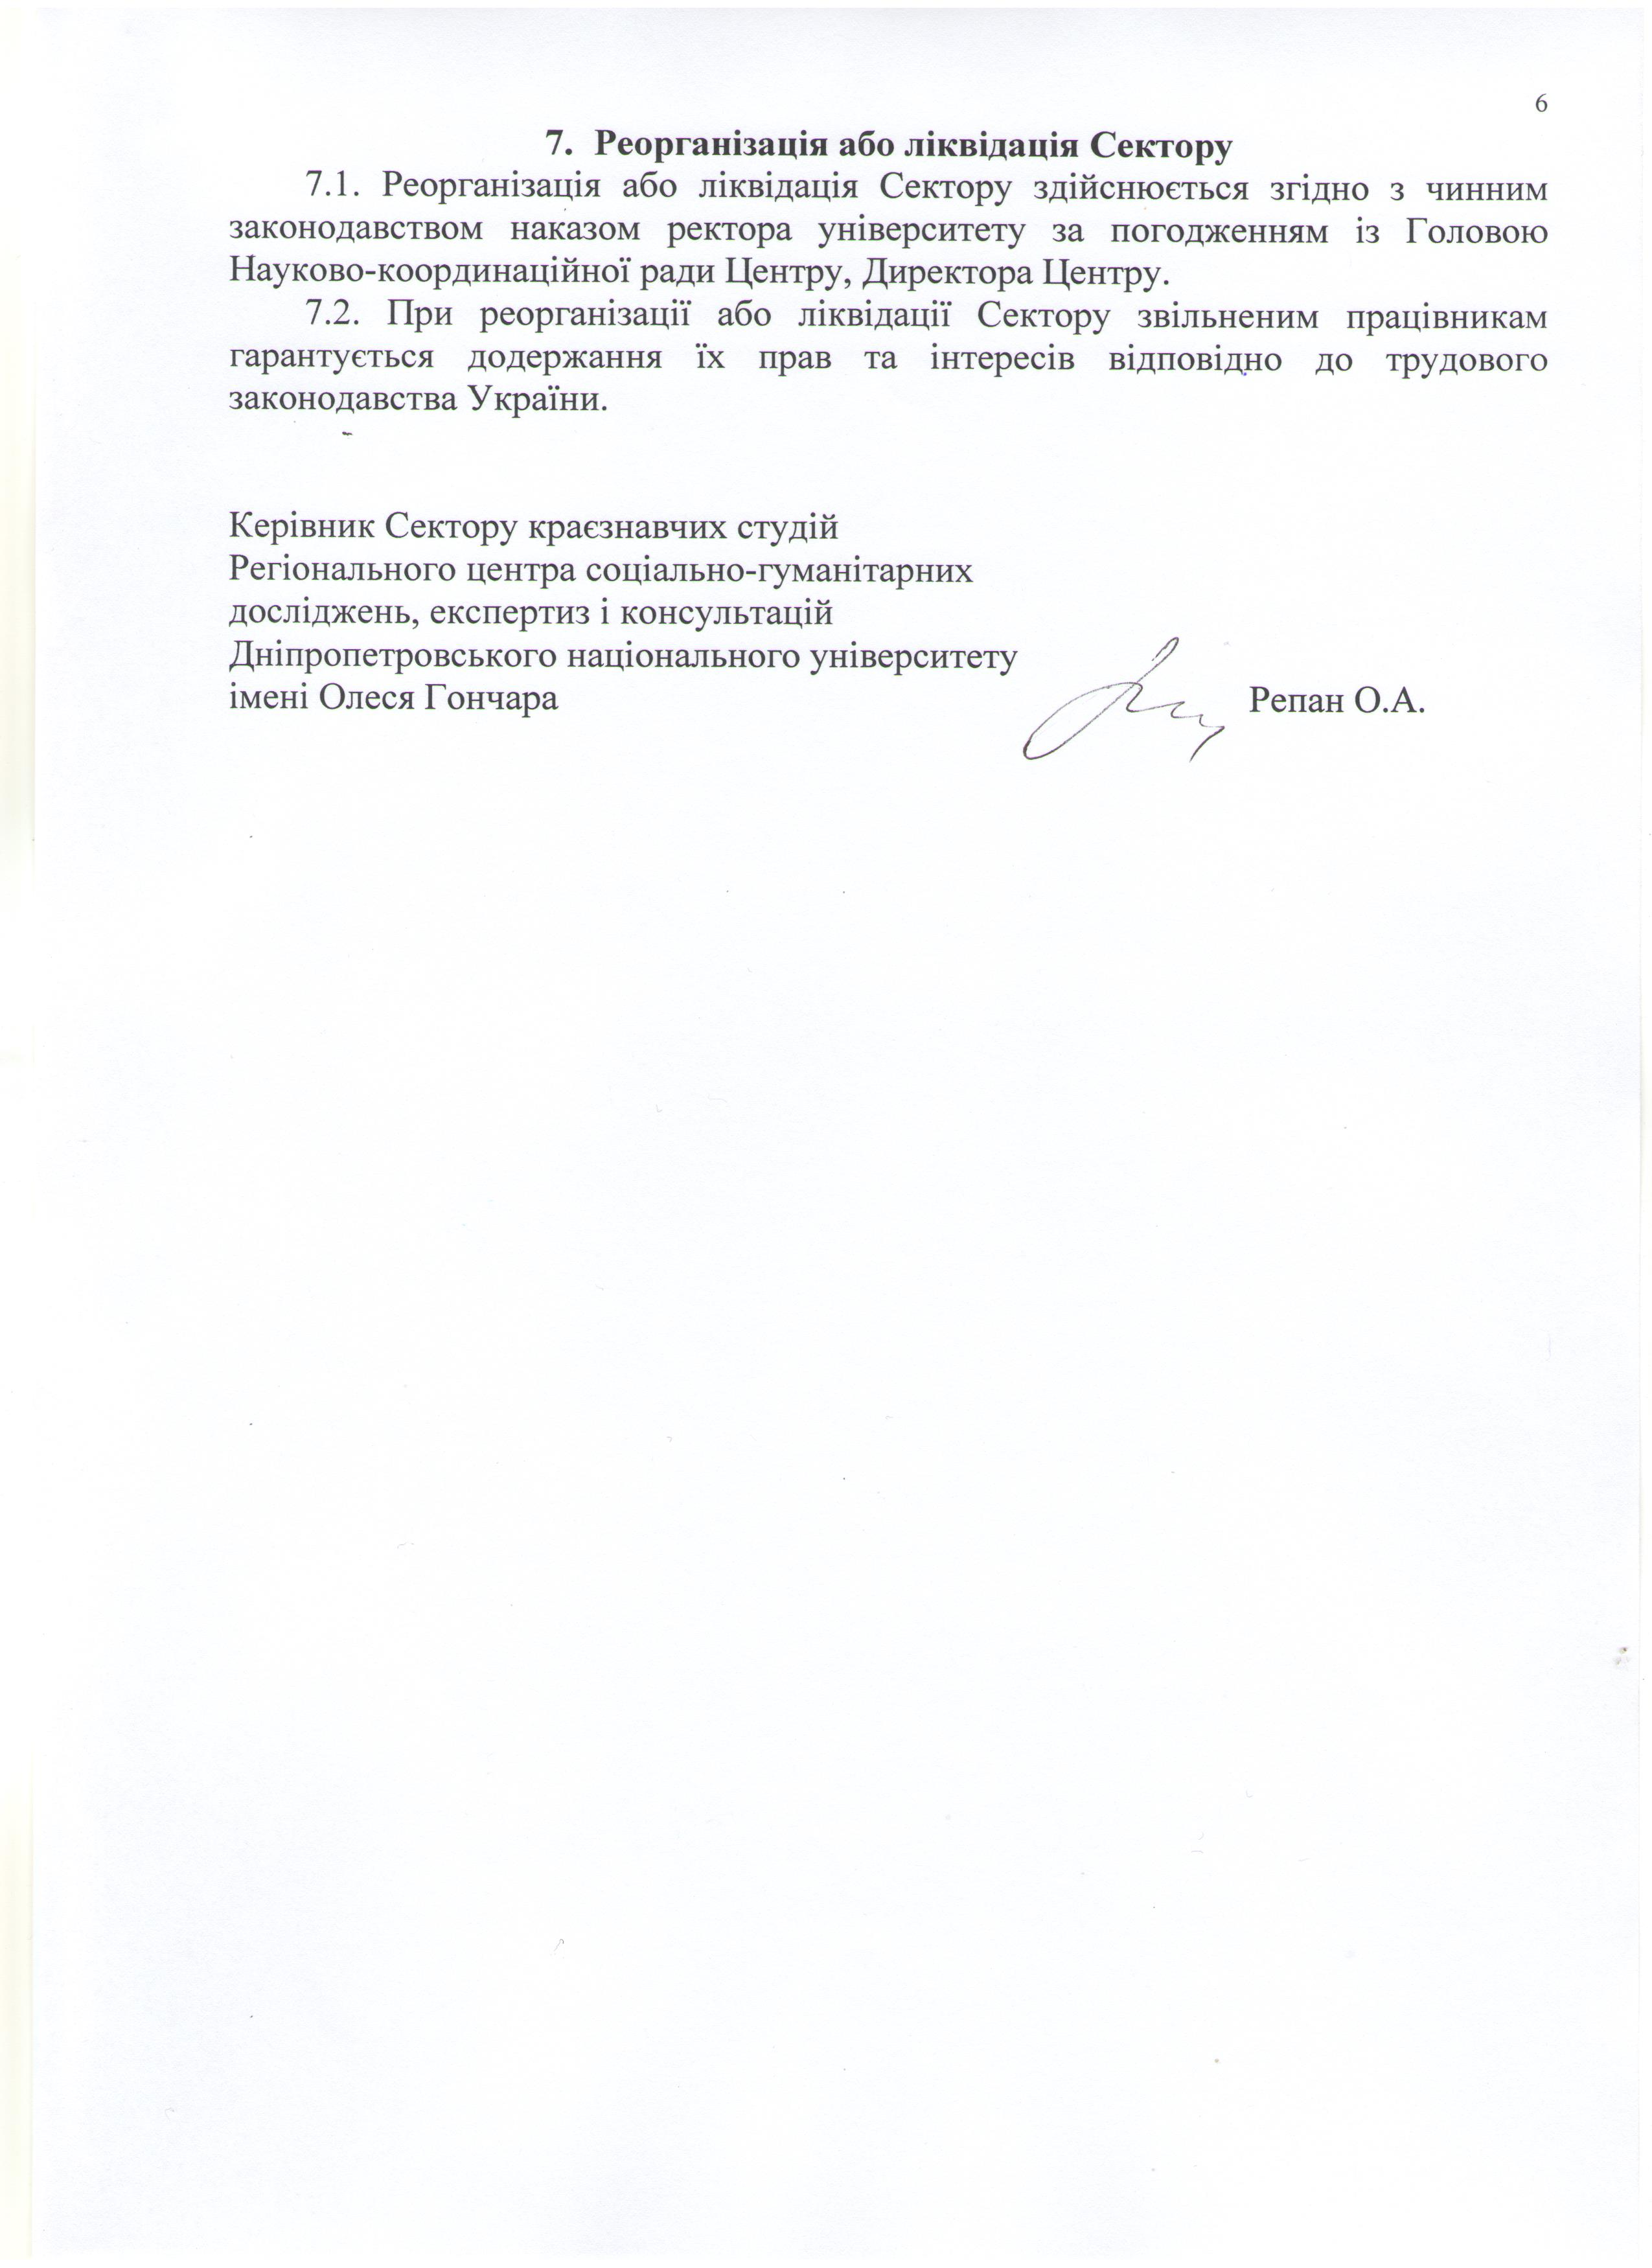 6
7. Реорганізація або ліквідація Сектору
7.1. Реорганізація або ліквідація Сектору здійснюється згідно з чинним
законодавством наказом ректора університету за погодженням із Головою
Науково-координаційної ради Центру, Директора Центру.
7.2. При реорганізації або ліквідації Сектору звільненим працівникам
гарантується додержання їх прав та інтересів відповідно до трудового
законодавства України.
Керівник Сектору краєзнавчих студій
Регіонального центра соціально-гуманітарних
досліджень, експертиз і консультацій
Дніпропетровського національного університету
імені Олеся Гончара Репан О.А.